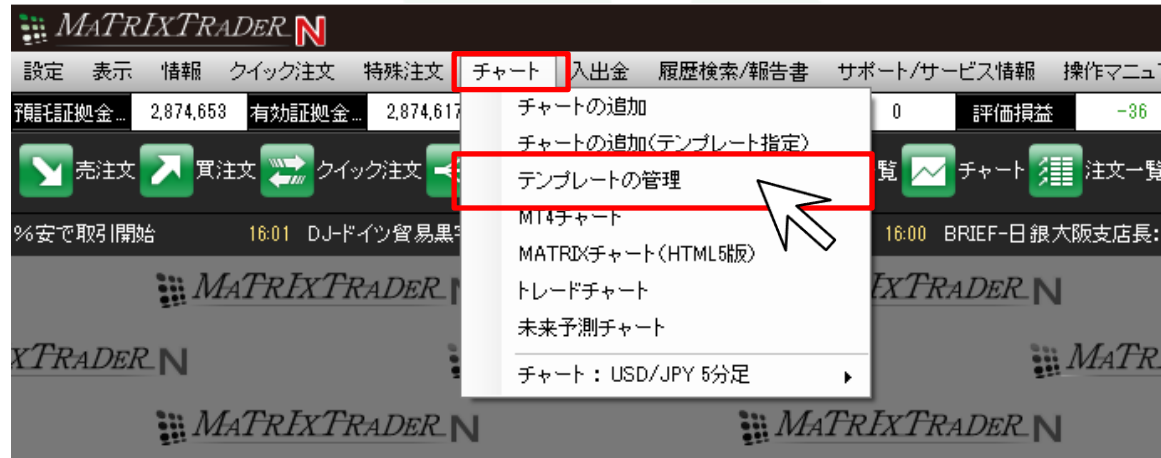 MATRIXTRADER N
設定 表示 情報 クイック注文 特殊注文 チャート 入出金 履歴検索/報告書 サポート/サービス情報 操作マニュ
預託証拠金... 2,874,653 有効証拠金... 2,874,617 0 評価損益 -36
チャートの追加
チャートの追加(テンプレート指定)
売注文 買注文 クイック注文 覧 チャート 注文一覧
テンプレートの管理
MT4チャート
%安で取引開始 16:01 DJ-ドイツ貿易黒字 16:00 BRIEF-日銀大阪支店長:
MATRIXチャート(HTML5版)
トレードチャート
未来予測チャート
チャート：USD/JPY 5分足
MATRIXTRADER N
IXTRADER N
XTRADER N
MATR
MATRIXTRADER N
MATRIXTRADER N